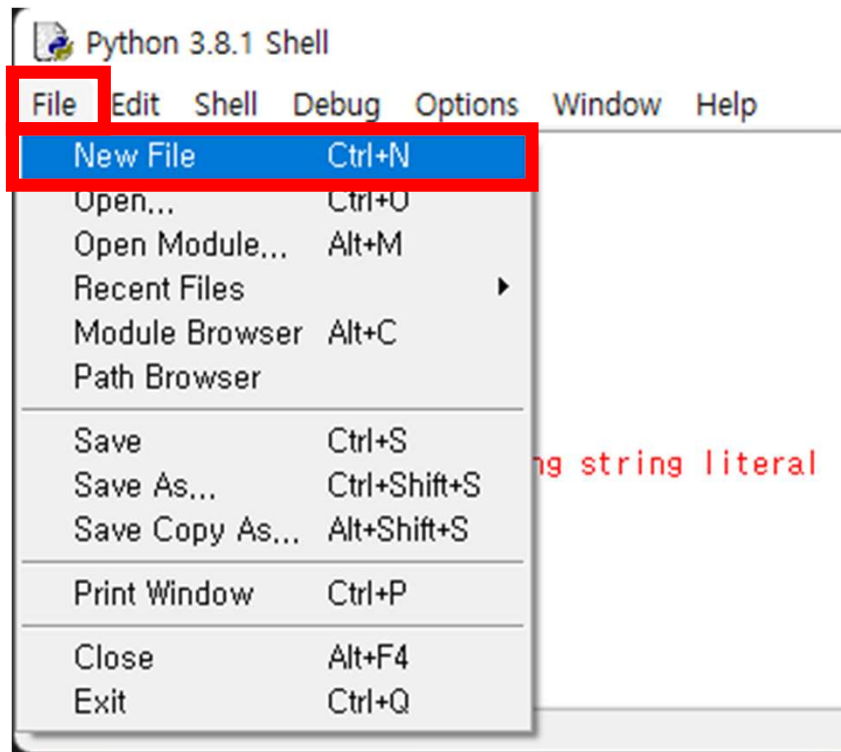 Python 3.8.1 Shell
File Edit Shell Debug Options Window Help
New File Ctrl+N
Open... Ctrl+O
Open Module... Alt+M
Recent Files
Module Browser Alt+C
Path Browser
Save Ctrl+S
ng string literal
Save As... Ctrl+Shift+S
Save Copy As... Alt+Shift+S
Print Window Ctrl+P
Close Alt+F4
Exit Ctrl+Q